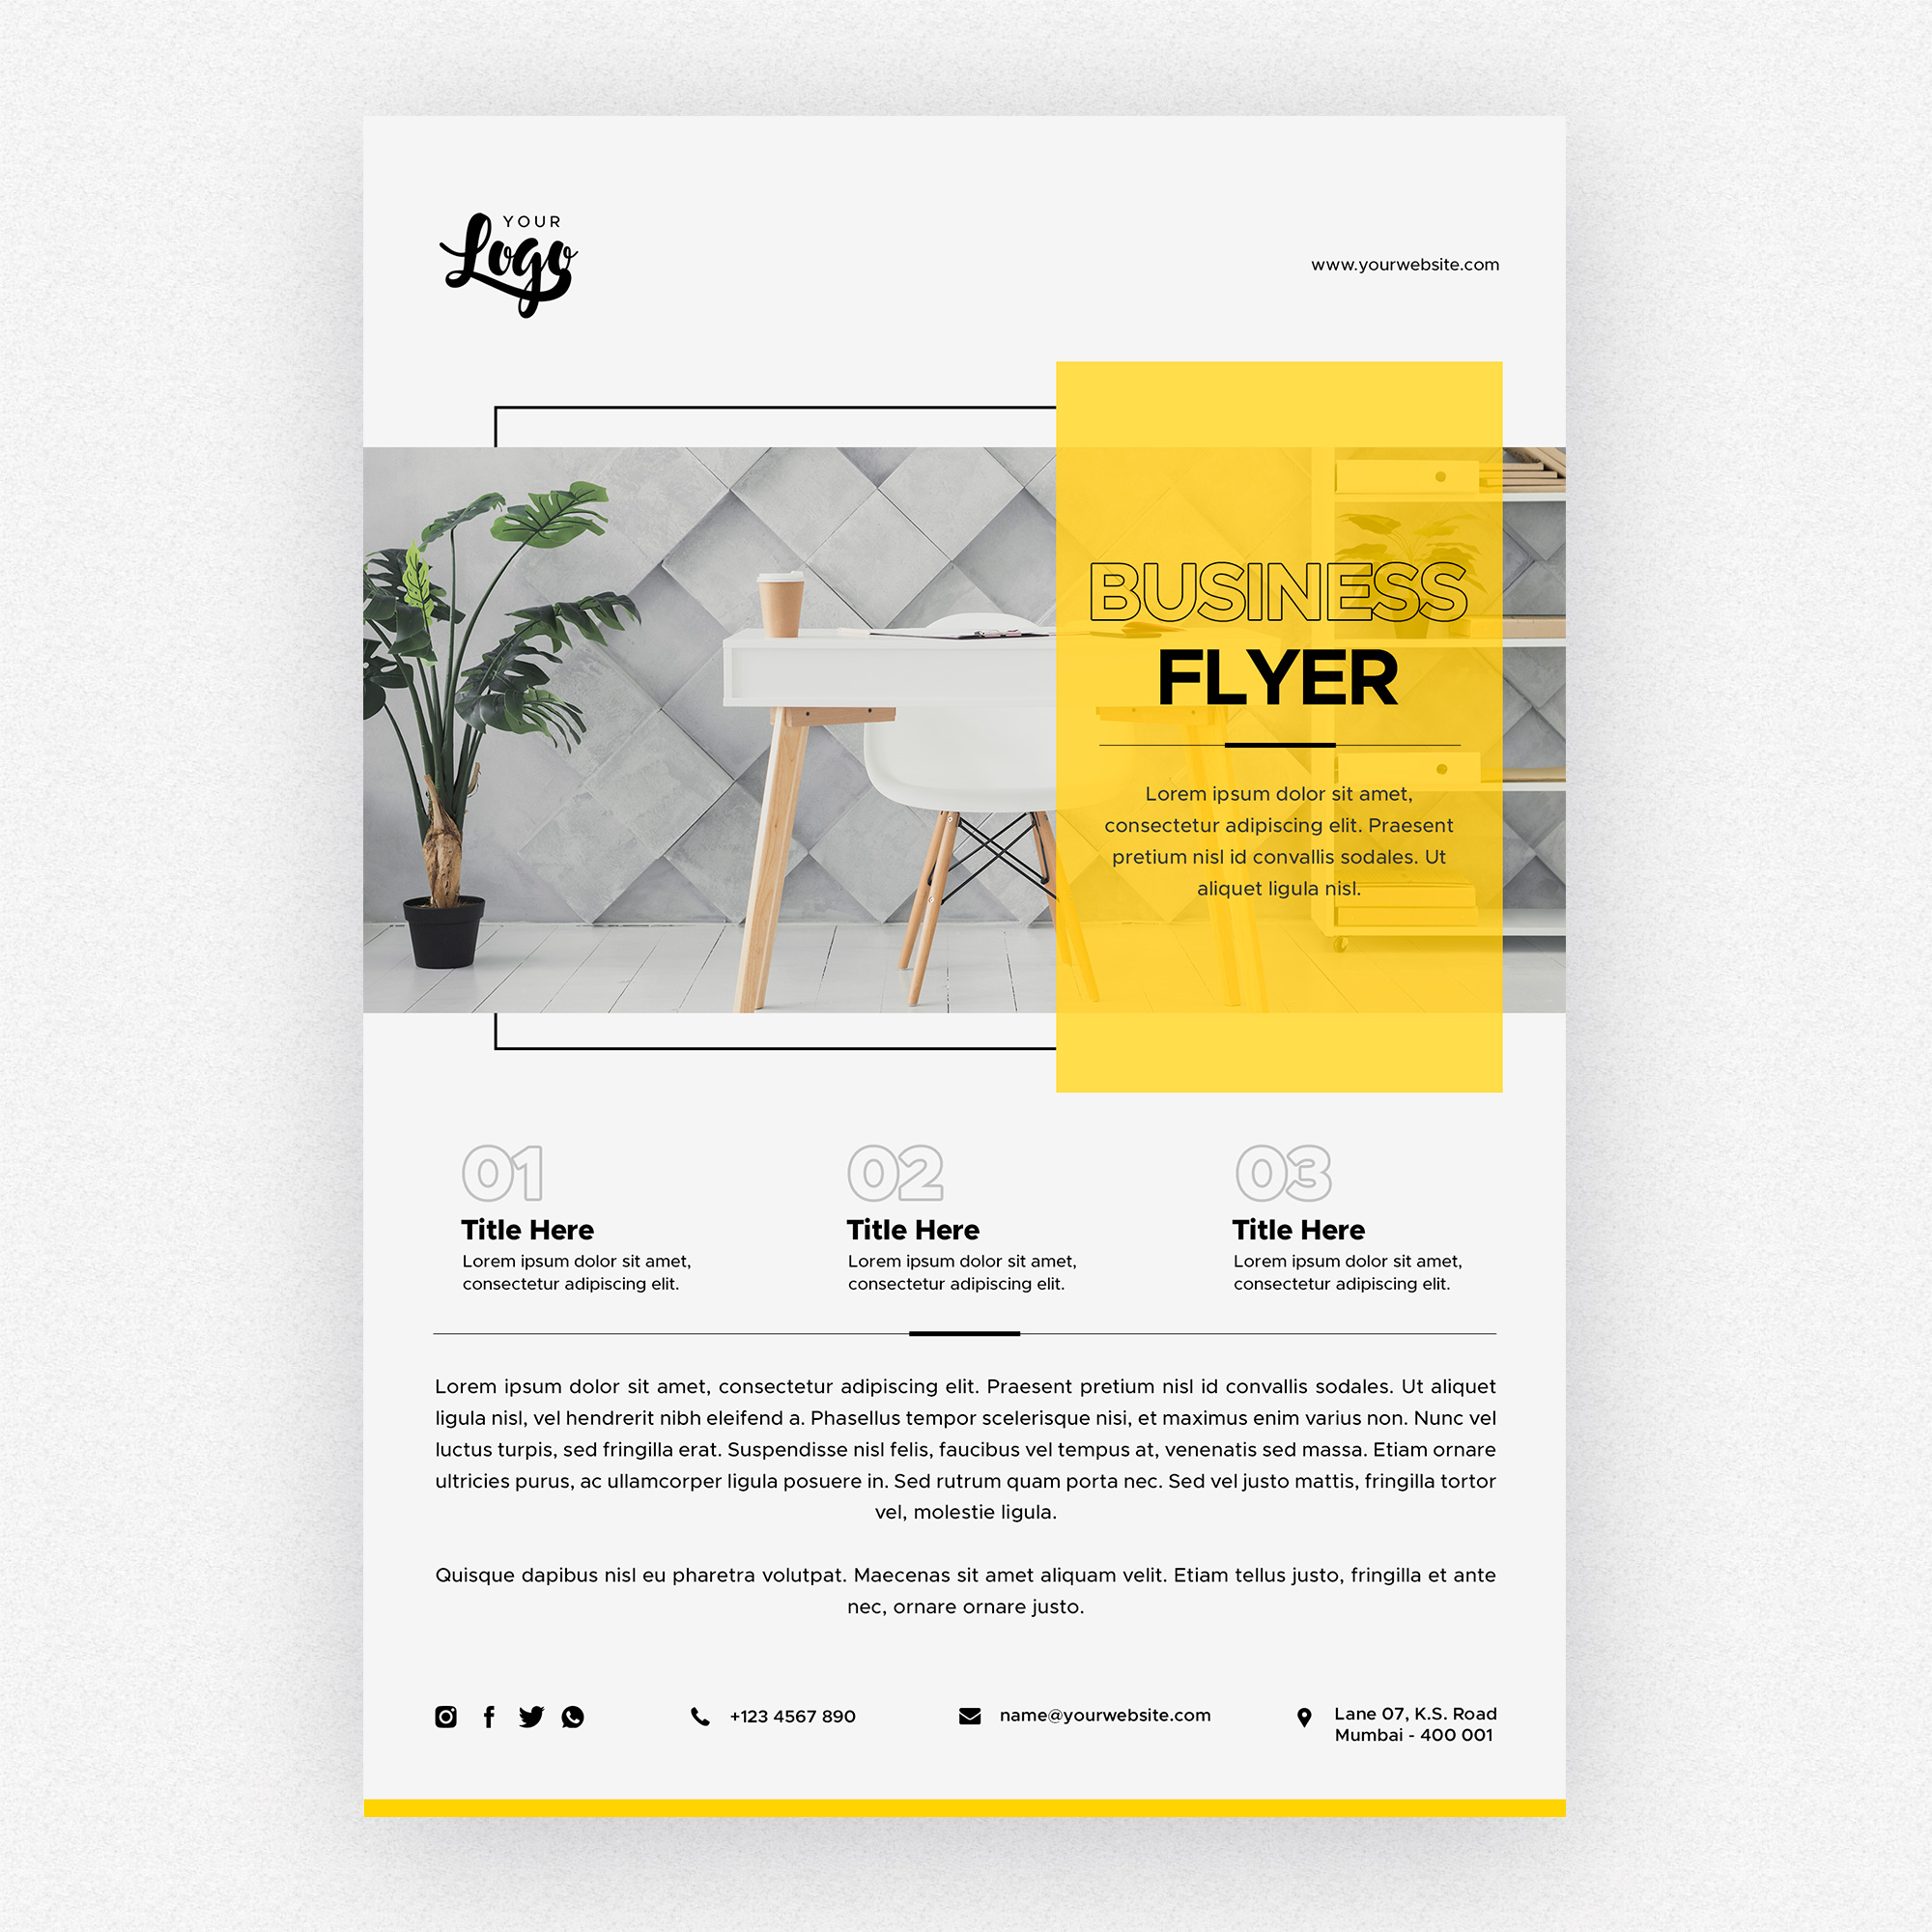 YOUR
Logo
www.yourwebsite.com
BUSINESS
FLYER
Lorem ipsum dolor sit amet,
consectetur adipiscing elit. Praesent
pretium nisl id convallis sodales. Ut
aliquet ligula nisl.
01
Title Here
Lorem ipsum dolor sit amet,
consectetur adipiscing elit.
02
Title Here
Lorem ipsum dolor sit amet,
consectetur adipiscing elit.
03
Title Here
Lorem ipsum dolor sit amet,
consectetur adipiscing elit.
Lorem ipsum dolor sit amet, consectetur adipiscing elit. Praesent pretium nisl id convallis sodales. Ut aliquet
ligula nisl, vel hendrerit nibh eleifend a. Phasellus tempor scelerisque nisi, et maximus enim varius non. Nunc vel
luctus turpis, sed fringilla erat. Suspendisse nisl felis, faucibus vel tempus at, venenatis sed massa. Etiam ornare
ultricies purus, ac ullamcorper ligula posuere in. Sed rutrum quam porta nec. Sed vel justo mattis, fringilla tortor
vel, molestie ligula.
Quisque dapibus nisl eu pharetra volutpat. Maecenas sit amet aliquam velit. Etiam tellus justo, fringilla et ante
nec, ornare ornare justo.
+123 4567 890
name@yourwebsite.com
Lane 07, K.S. Road
Mumbai - 400 001